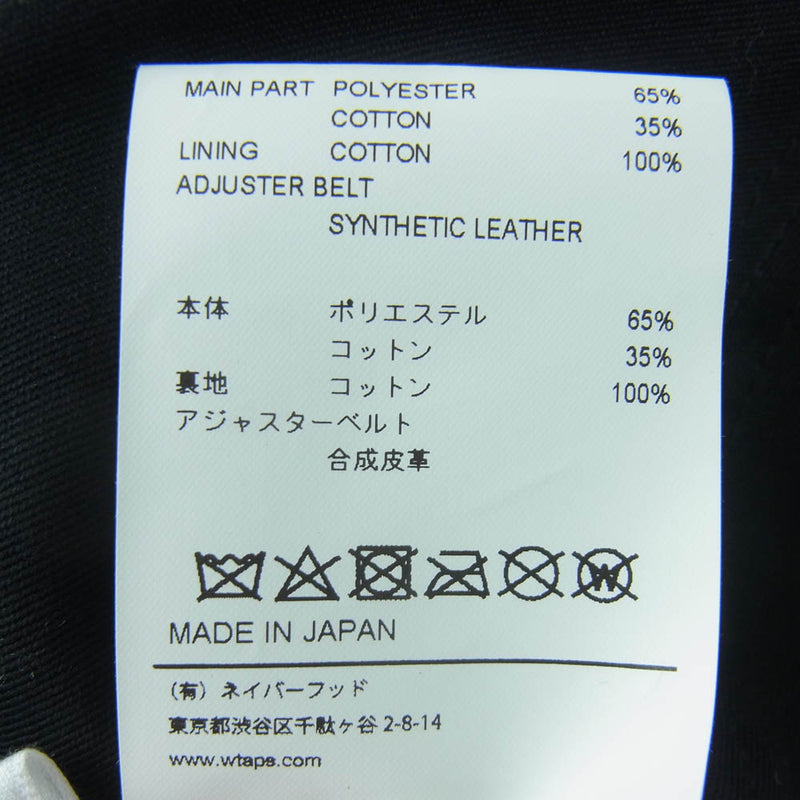 MAIN PART POLYESTER 65%
COTTON 35%
LINING COTTON 100%
ADJUSTER BELT
SYNTHETIC LEATHER
本体 ポリエステル 65%
コットン 35%
裏地 コットン 100%
アジャスターベルト
合成皮革
W
MADE IN JAPAN
(有) ネイバーフッド
東京都渋谷区千駄ヶ谷 2-8-14
www.wtaps.com